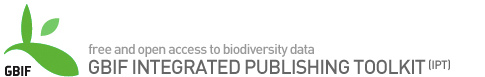 free and open access to biodiversity data
GBIF INTEGRATED PUBLISHING TOOLKIT (IPT)
GBIF